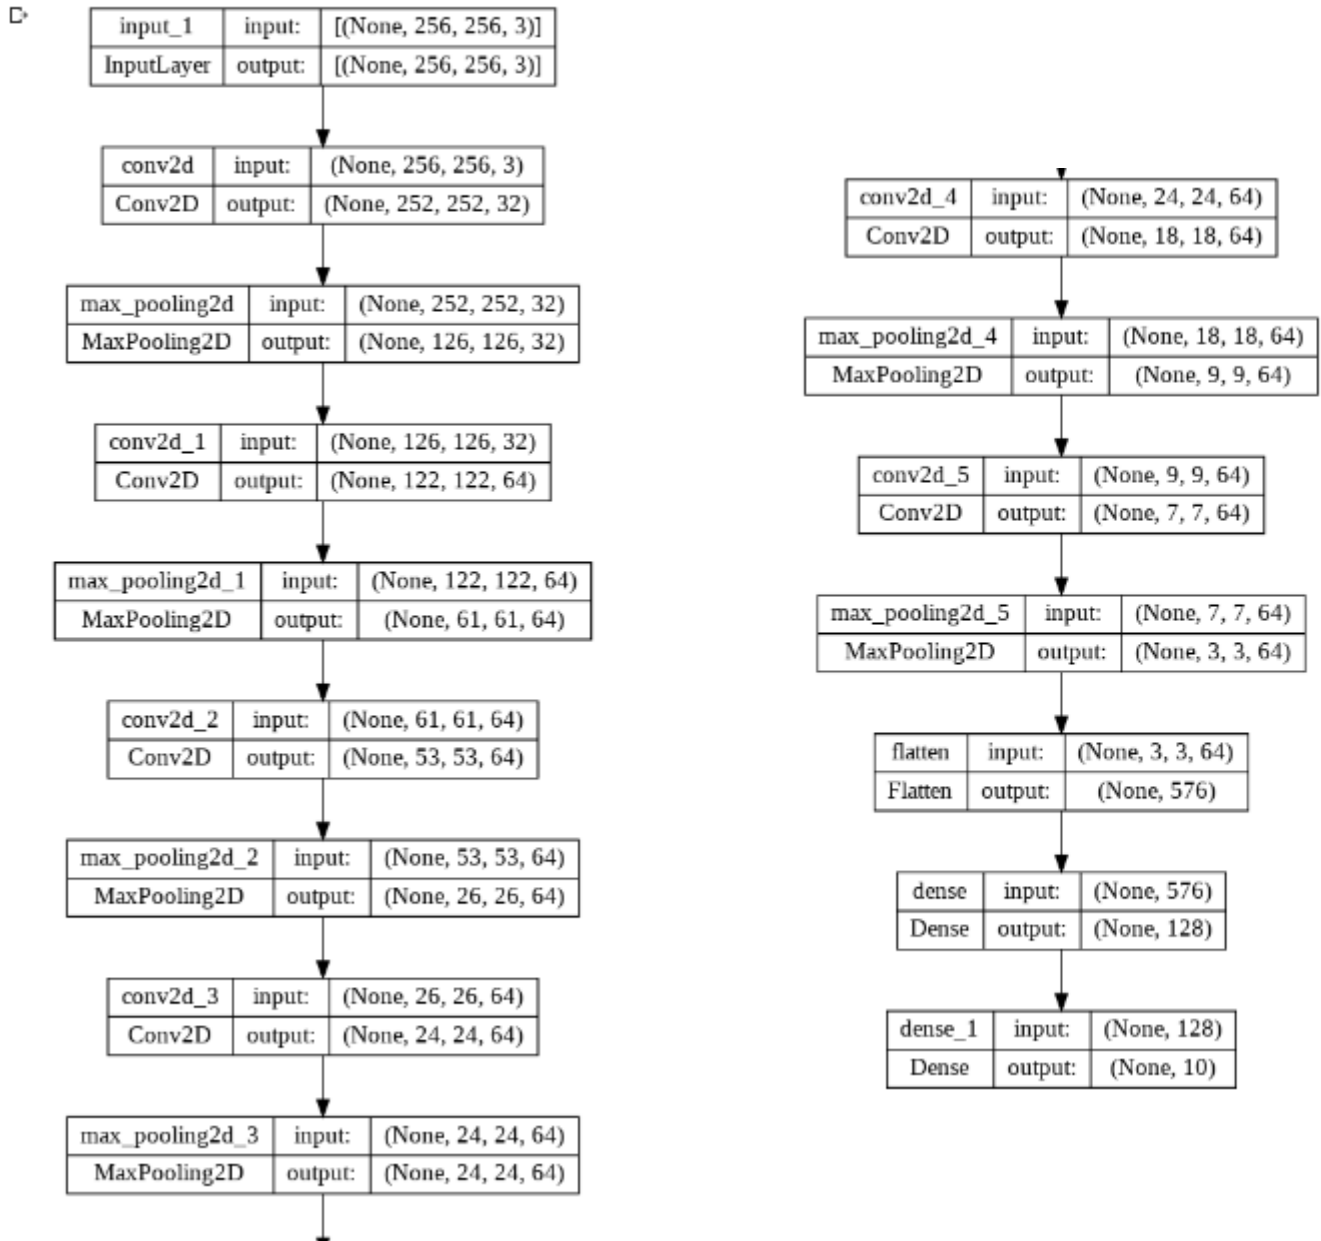 input_1 input: [(None, 256, 256, 3)]
InputLayer output: [(None, 256, 256, 3)]
conv2d input: (None, 256, 256, 3)
Conv2D output: (None, 252, 252, 32)
max_pooling2d input: (None, 252, 252, 32)
MaxPooling2D output: (None, 126, 126, 32)
conv2d_1 input: (None, 126, 126, 32)
Conv2D output: (None, 122, 122, 64)
max_pooling2d_1 input: (None, 122, 122, 64)
MaxPooling2D output: (None, 61, 61, 64)
conv2d_2 input: (None, 61, 61, 64)
Conv2D output: (None, 53, 53, 64)
max_pooling2d_2 input: (None, 53, 53, 64)
MaxPooling2D output: (None, 26, 26, 64)
conv2d_3 input: (None, 26, 26, 64)
Conv2D output: (None, 24, 24, 64)
max_pooling2d_3 input: (None, 24, 24, 64)
MaxPooling2D output: (None, 24, 24, 64)
conv2d_4 input: (None, 24, 24, 64)
Conv2D output: (None, 18, 18, 64)
max_pooling2d_4 input: (None, 18, 18, 64)
MaxPooling2D output: (None, 9, 9, 64)
conv2d_5 input: (None, 9, 9, 64)
Conv2D output: (None, 7, 7, 64)
max_pooling2d_5 input: (None, 7, 7, 64)
MaxPooling2D output: (None, 3, 3, 64)
flatten input: (None, 3, 3, 64)
Flatten output: (None, 576)
dense input: (None, 576)
Dense output: (None, 128)
dense_1 input: (None, 128)
Dense output: (None, 10)